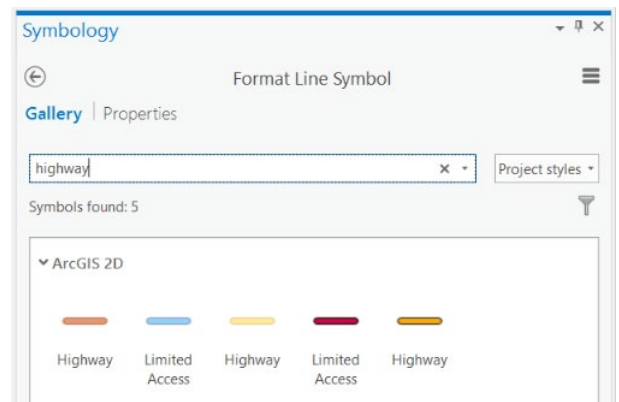 Symbology
Format Line Symbol
Gallery | Properties
highway
Project styles
Symbols found: 5
ArcGIS 2D
Highway Limited Access Highway Limited Access Highway